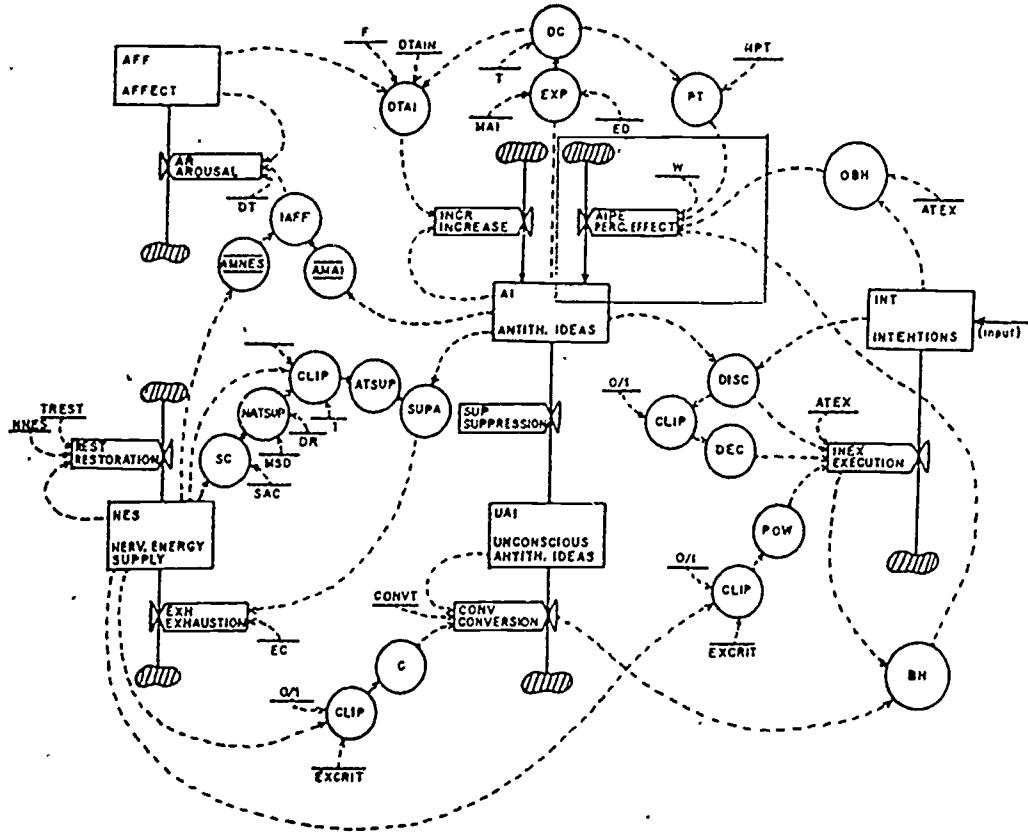 AFF
AFFECT
F
DTAIN
DC
T
HPT
DTAI
EXP
PT
MAI
ED
AR
AROUSAL
DT
W
OBH
ATEX
INCR
INCREASE
AIPE
PERC. EFFECT
IAFF
AMNES
AMAI
AI
ANTITH. IDEAS
INT
INTENTIONS
(input)
CLIP
ATSUP
SUPA
DISC
O/1
TREST
NNES
NATSUP
1
DR
SUP
SUPPRESSION
CLIP
ATEX
REST
RESTORATION
SC
MSD
DEC
INEX
EXECUTION
SAC
NES
NERV. ENERGY
SUPPLY
UAI
UNCONSCIOUS
ANTITH. IDEAS
POW
O/1
CLIP
CONVT
EXH
EXHAUSTION
CONV
CONVERSION
EC
EXCRIT
C
BH
O/1
CLIP
EXCRIT